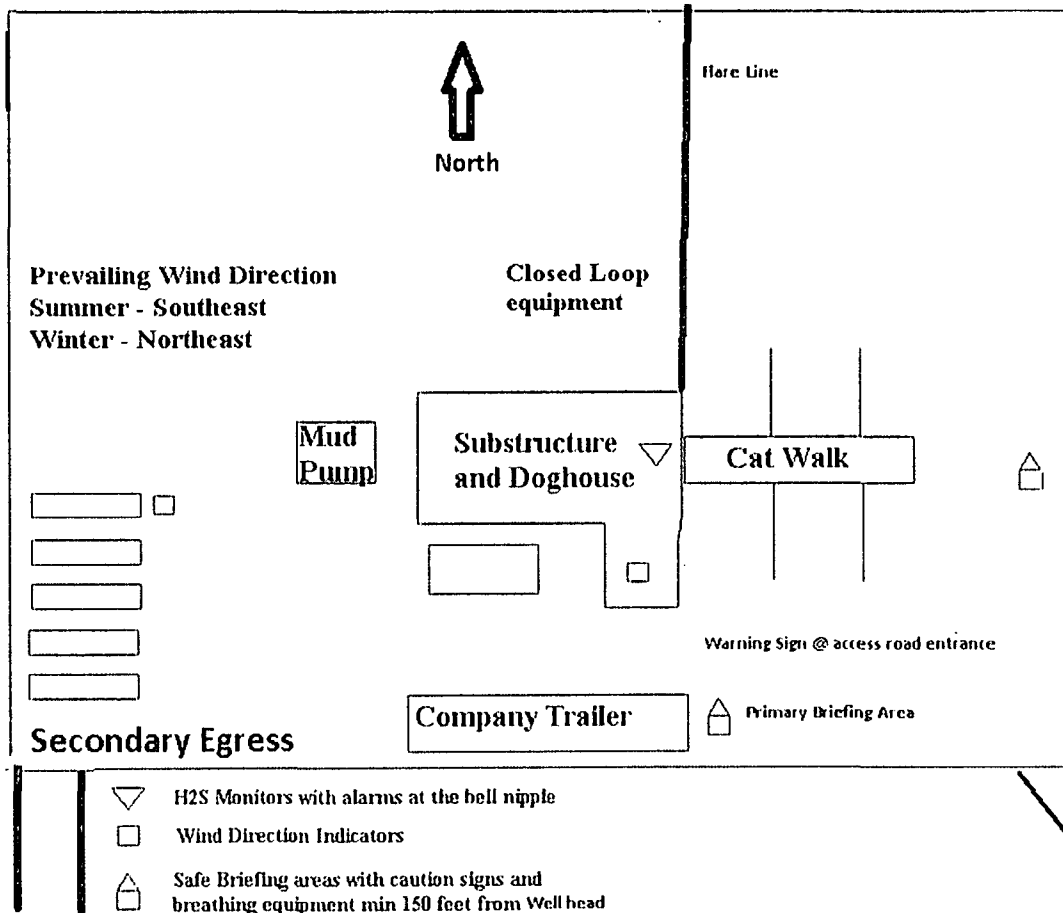 Flare Line
North
Prevailing Wind Direction
Summer - Southeast
Winter - Northeast
Closed Loop
equipment
Mud
Pump
Substructure
and Doghouse
Cat Walk
Warning Sign @ access road entrance
Company Trailer
Primary Briefing Area
Secondary Egress
H2S Monitors with alarms at the bell nipple
Wind Direction Indicators
Safe Briefing areas with caution signs and
breathing equipment min 150 feet from Well head